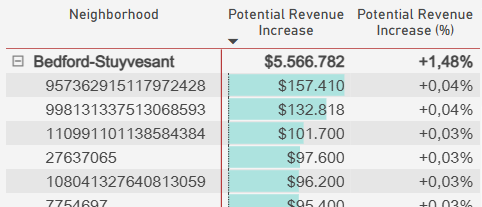 Neighborhood Potential Revenue Increase Potential Revenue Increase (%)
Bedford-Stuyvesant $5.566.782 +1,48%
957362915117972428 $157.410 +0,04%
998131337513068593 $132.818 +0,04%
110991101138584384 $101.700 +0,03%
27637065 $97.600 +0,03%
108041327640813059 $96.200 +0,03%
7754697 $95.400 +0,03%